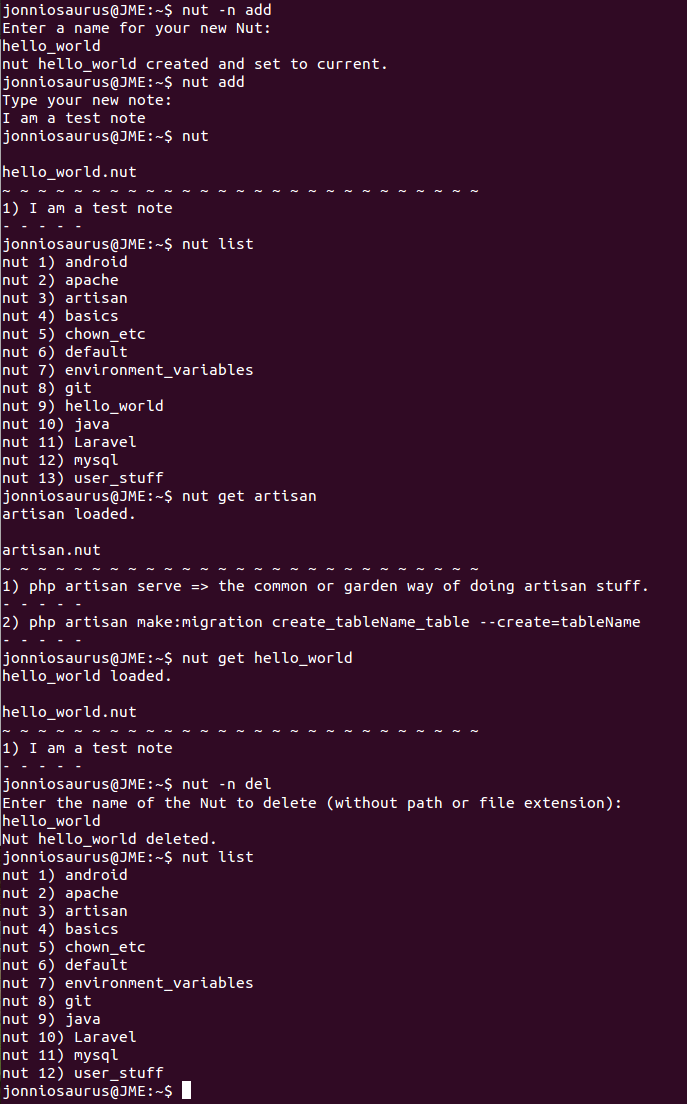 jonniosaurus@JME:~$ nut -n add
Enter a name for your new Nut:
hello_world
nut hello_world created and set to current.
jonniosaurus@JME:~$ nut add
Type your new note:
I am a test note
jonniosaurus@JME:~$ nut

hello_world.nut
~ ~ ~ ~ ~ ~ ~ ~ ~ ~ ~ ~ ~ ~ ~ ~ ~ ~ ~ ~ ~ ~ ~ ~ ~ ~ ~
1) I am a test note
- - - - -
jonniosaurus@JME:~$ nut list
nut 1) android
nut 2) apache
nut 3) artisan
nut 4) basics
nut 5) chown_etc
nut 6) default
nut 7) environment_variables
nut 8) git
nut 9) hello_world
nut 10) java
nut 11) Laravel
nut 12) mysql
nut 13) user_stuff
jonniosaurus@JME:~$ nut get artisan
artisan loaded.

artisan.nut
~ ~ ~ ~ ~ ~ ~ ~ ~ ~ ~ ~ ~ ~ ~ ~ ~ ~ ~ ~ ~ ~ ~ ~ ~ ~ ~
1) php artisan serve => the common or garden way of doing artisan stuff.
- - - - -
2) php artisan make:migration create_tableName_table --create=tableName
- - - - -
jonniosaurus@JME:~$ nut get hello_world
hello_world loaded.

hello_world.nut
~ ~ ~ ~ ~ ~ ~ ~ ~ ~ ~ ~ ~ ~ ~ ~ ~ ~ ~ ~ ~ ~ ~ ~ ~ ~ ~
1) I am a test note
- - - - -
jonniosaurus@JME:~$ nut -n del
Enter the name of the Nut to delete (without path or file extension):
hello_world
Nut hello_world deleted.
jonniosaurus@JME:~$ nut list
nut 1) android
nut 2) apache
nut 3) artisan
nut 4) basics
nut 5) chown_etc
nut 6) default
nut 7) environment_variables
nut 8) git
nut 9) java
nut 10) Laravel
nut 11) mysql
nut 12) user_stuff
jonniosaurus@JME:~$